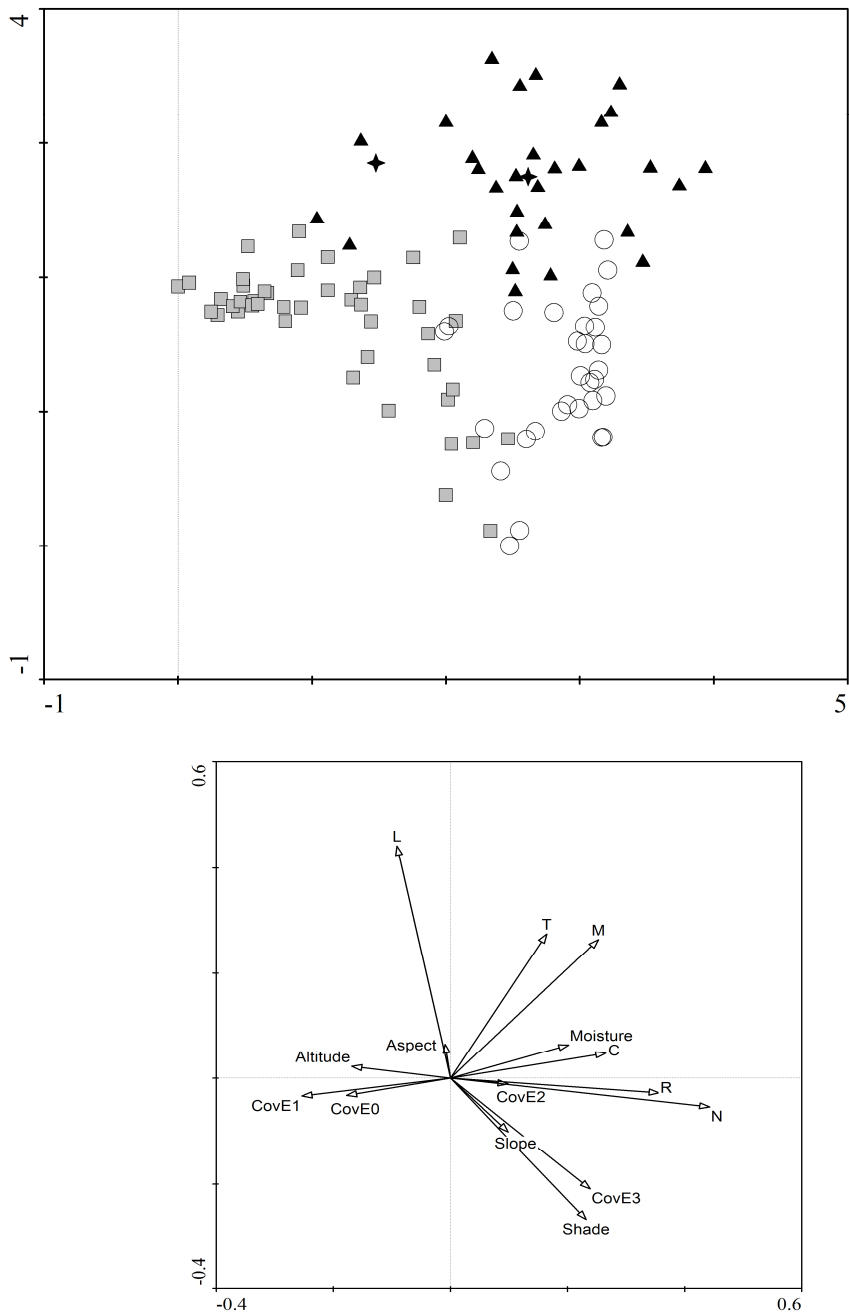 4
-1
-1
5
0.6
L
T
M
Aspect
Moisture
C
Altitude
CovE1
CovE0
CovE2
R
N
Slope
CovE3
Shade
-0.4
-0.4
0.6